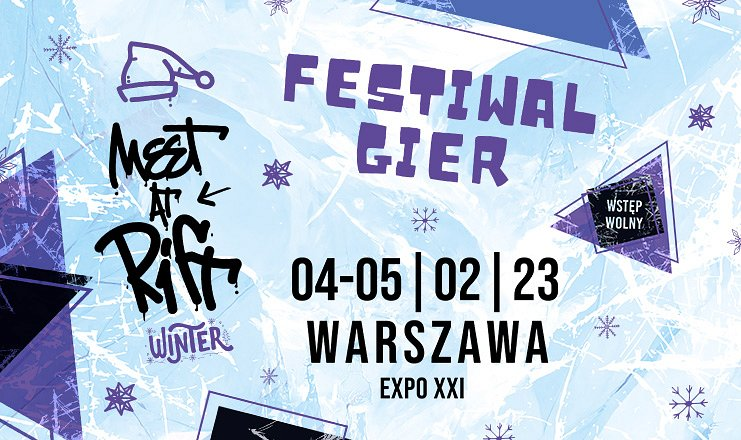 FESTIWAL
GIER
MEET
AT
Rift
WINTER
WSTĘP
WOLNY
04-05|02|23
WARSZAWA
EXPO XXI